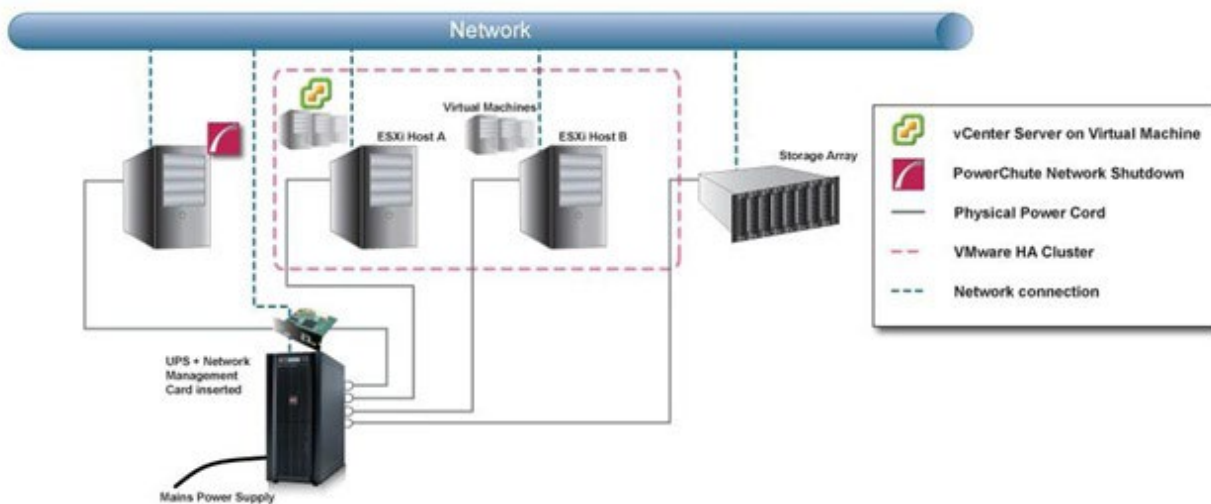 Network
Virtual Machines
ESXi Host A
ESXi Host B
Storage Array
vCenter Server on Virtual Machine
PowerChute Network Shutdown
Physical Power Cord
VMware HA Cluster
Network connection
UPS + Network
Management
Card inserted
Mains Power Supply